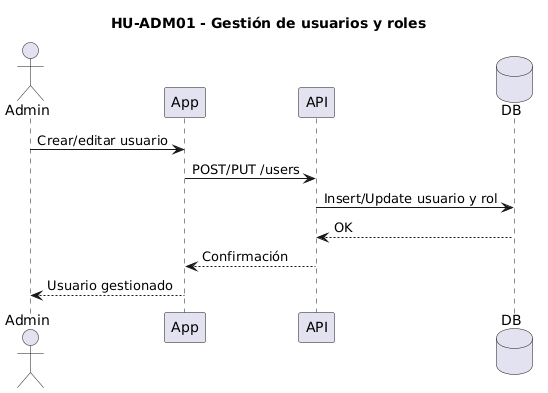 HU-ADM01 - Gestión de usuarios y roles
Admin
App
API
DB
Crear/editar usuario
POST/PUT /users
Insert/Update usuario y rol
OK
Confirmación
Usuario gestionado
Admin
App
API
DB